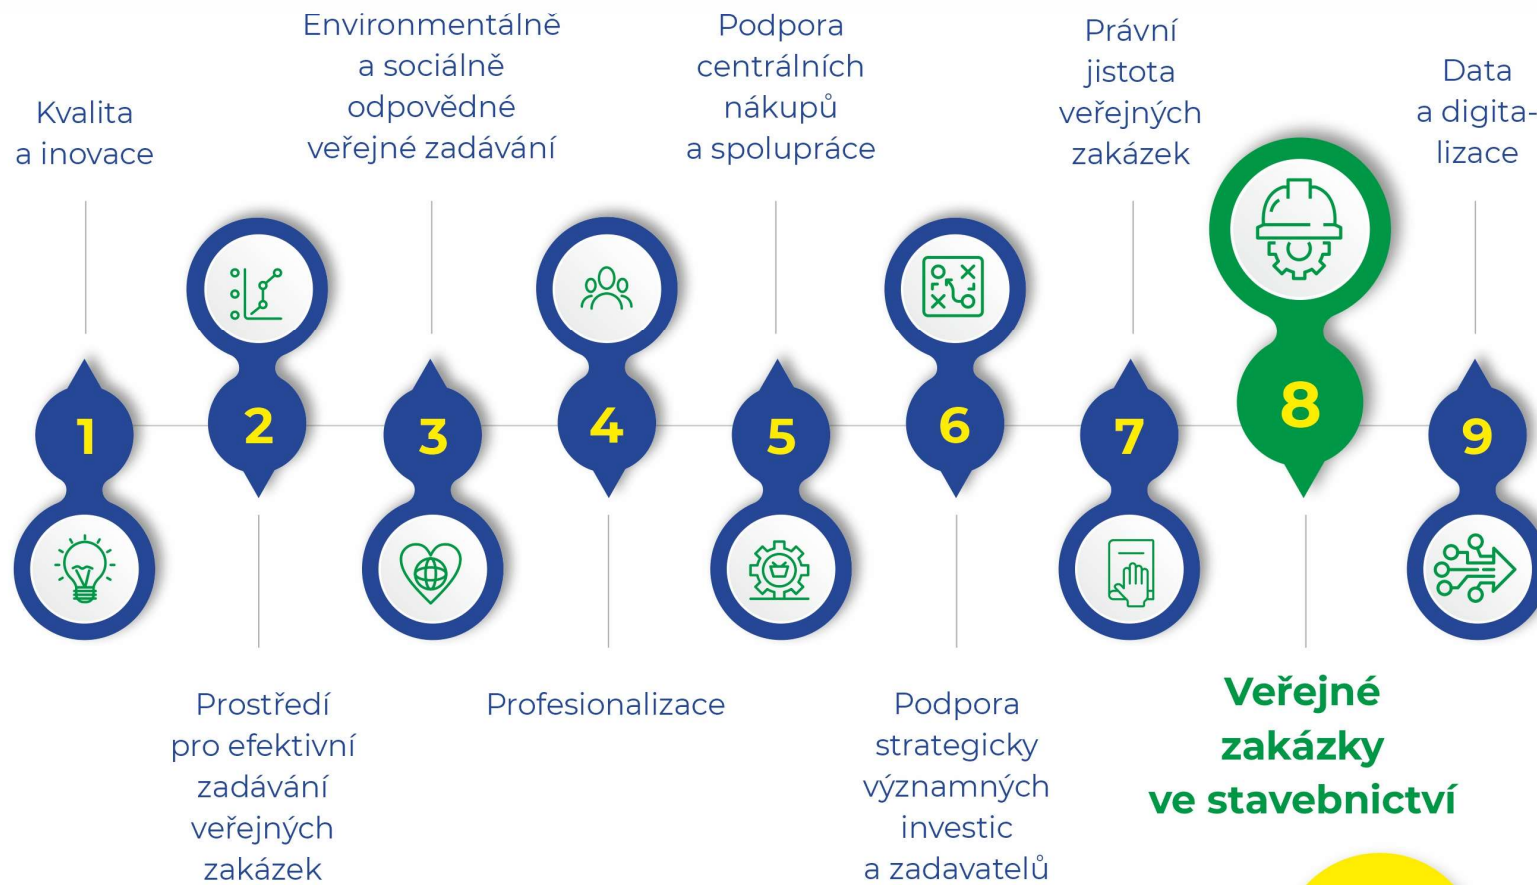 Kvalita
a inovace
Environmentálně
a sociálně
odpovědné
veřejné zadávání
Podpora
centrálních
nákupů
a spolupráce
Právní
jistota
veřejných
zakázek
Data
a digita-
lizace
1
2
3
4
5
6
7
8
9
Prostředí
pro efektivní
zadávání
veřejných
zakázek
Profesionalizace
Podpora
strategicky
významných
investic
a zadavatelů
Veřejné
zakázky
ve stavebnictví